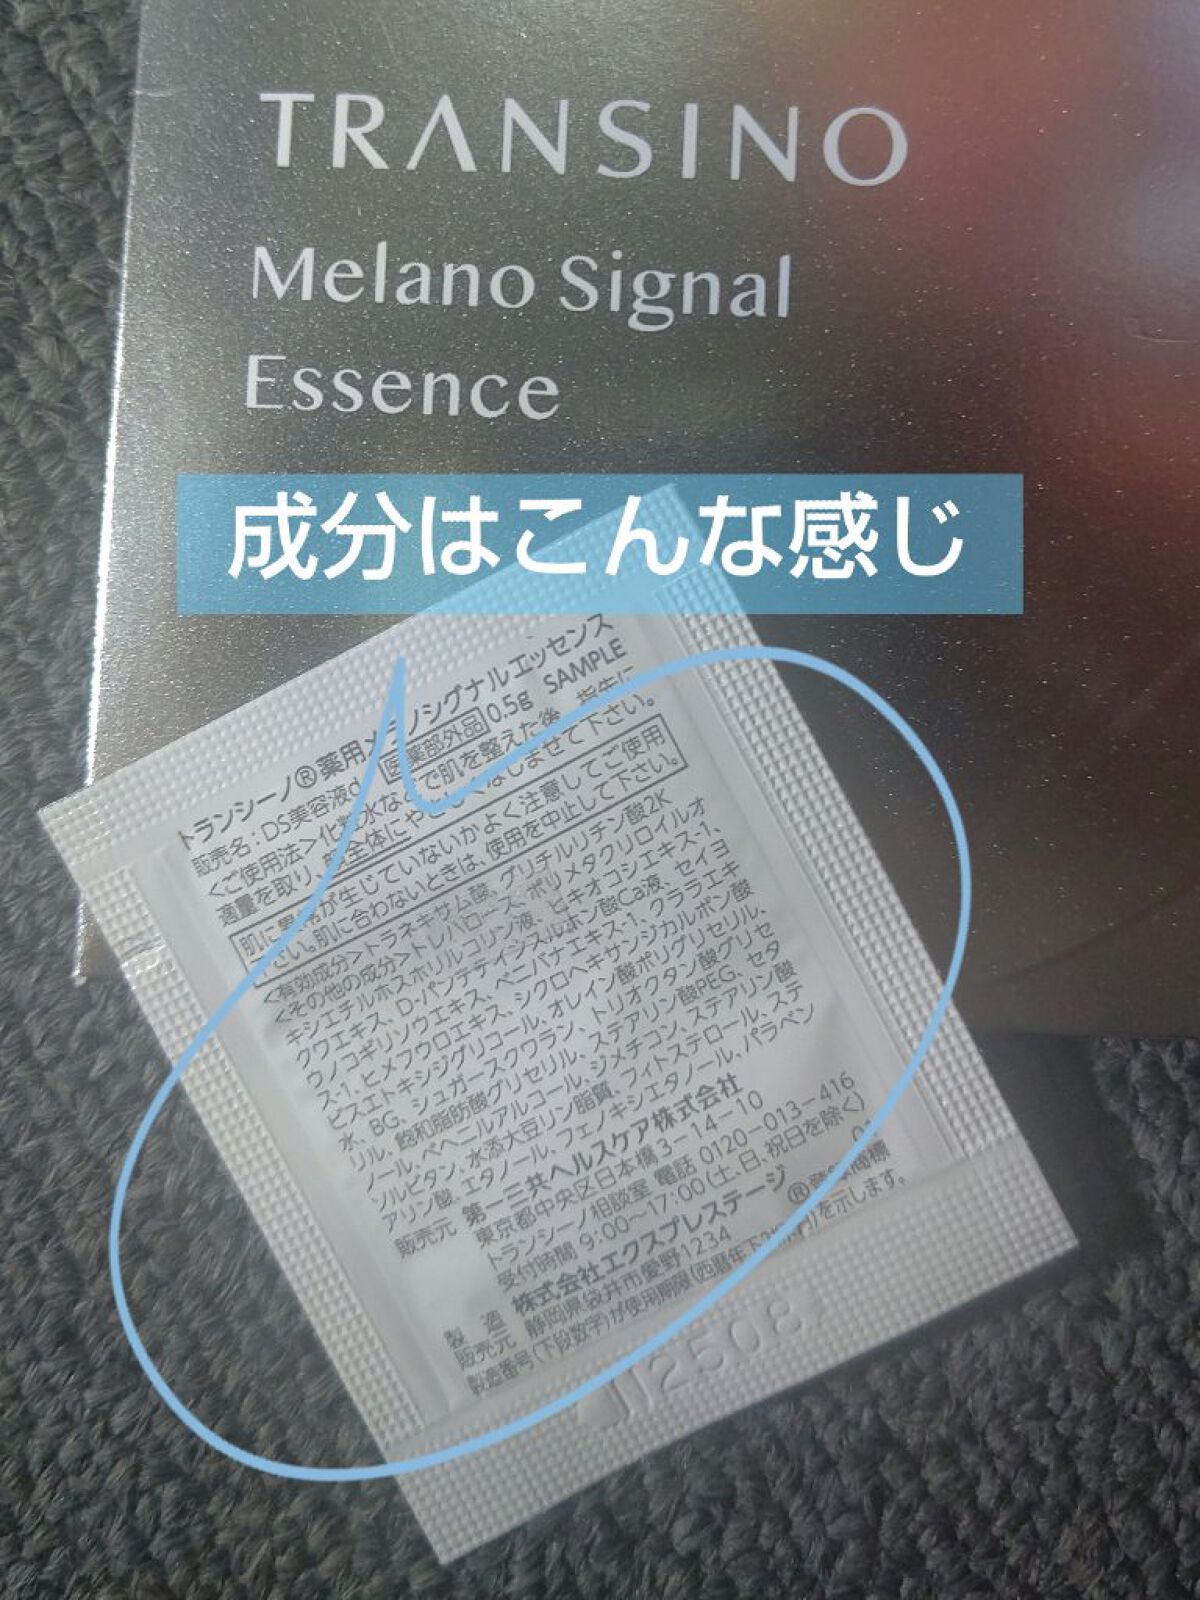 TRANSINO
Melano Signal
Essence
成分はこんな感じ
トランシーノ®薬用メラノシグナルエッセンス
販売名：DS美容液d 医薬部外品 0.5g SAMPLE
<ご使用法>化粧水などで肌を整えた後、指先に
適量を取り、顔全体にやさしくなじませて下さい。
肌に異常が生じていないかよく注意してご使用
下さい。肌に合わないときは、使用を中止して下さい。
<有効成分>トラネキサム酸、グリチルリチン酸2K
<その他の成分>トレハロース、ポリメタクリロイルオ
キシエチルホスホリルコリン液、ヒキオコシエキス-1、
クワエキス、D-パンテテインスルホン酸Ca液、セイヨ
ウノコギリソウエキス、ベニバナエキス-1、クララエキ
ス-1、ヒメフウロエキス、シクロヘキサンジカルボン酸
ビスエトキシジグリコール、オレイン酸ポリグリセリル、
水、BG、シュガースクワラン、トリオクタン酸グリセ
リル、飽和脂肪酸グリセリル、ステアリン酸PEG、セタ
ノール、ベヘニルアルコール、ジメチコン、ステアリン酸
ソルビタン、水添大豆リン脂質、フィトステロール、ステ
アリン酸、エタノール、フェノキシエタノール、パラベン
販売元 第一三共ヘルスケア株式会社
東京都中央区日本橋3-14-10
トランシーノ相談室 電話 0120-013-416
受付時間 9:00～17:00(土、日、祝日を除く)
製造
販売元 株式会社エクスプレステージ ®登録商標
静岡県袋井市愛野1234
製造番号(下段数字)が使用期限(西暦年下2桁/月)を示します。
2508